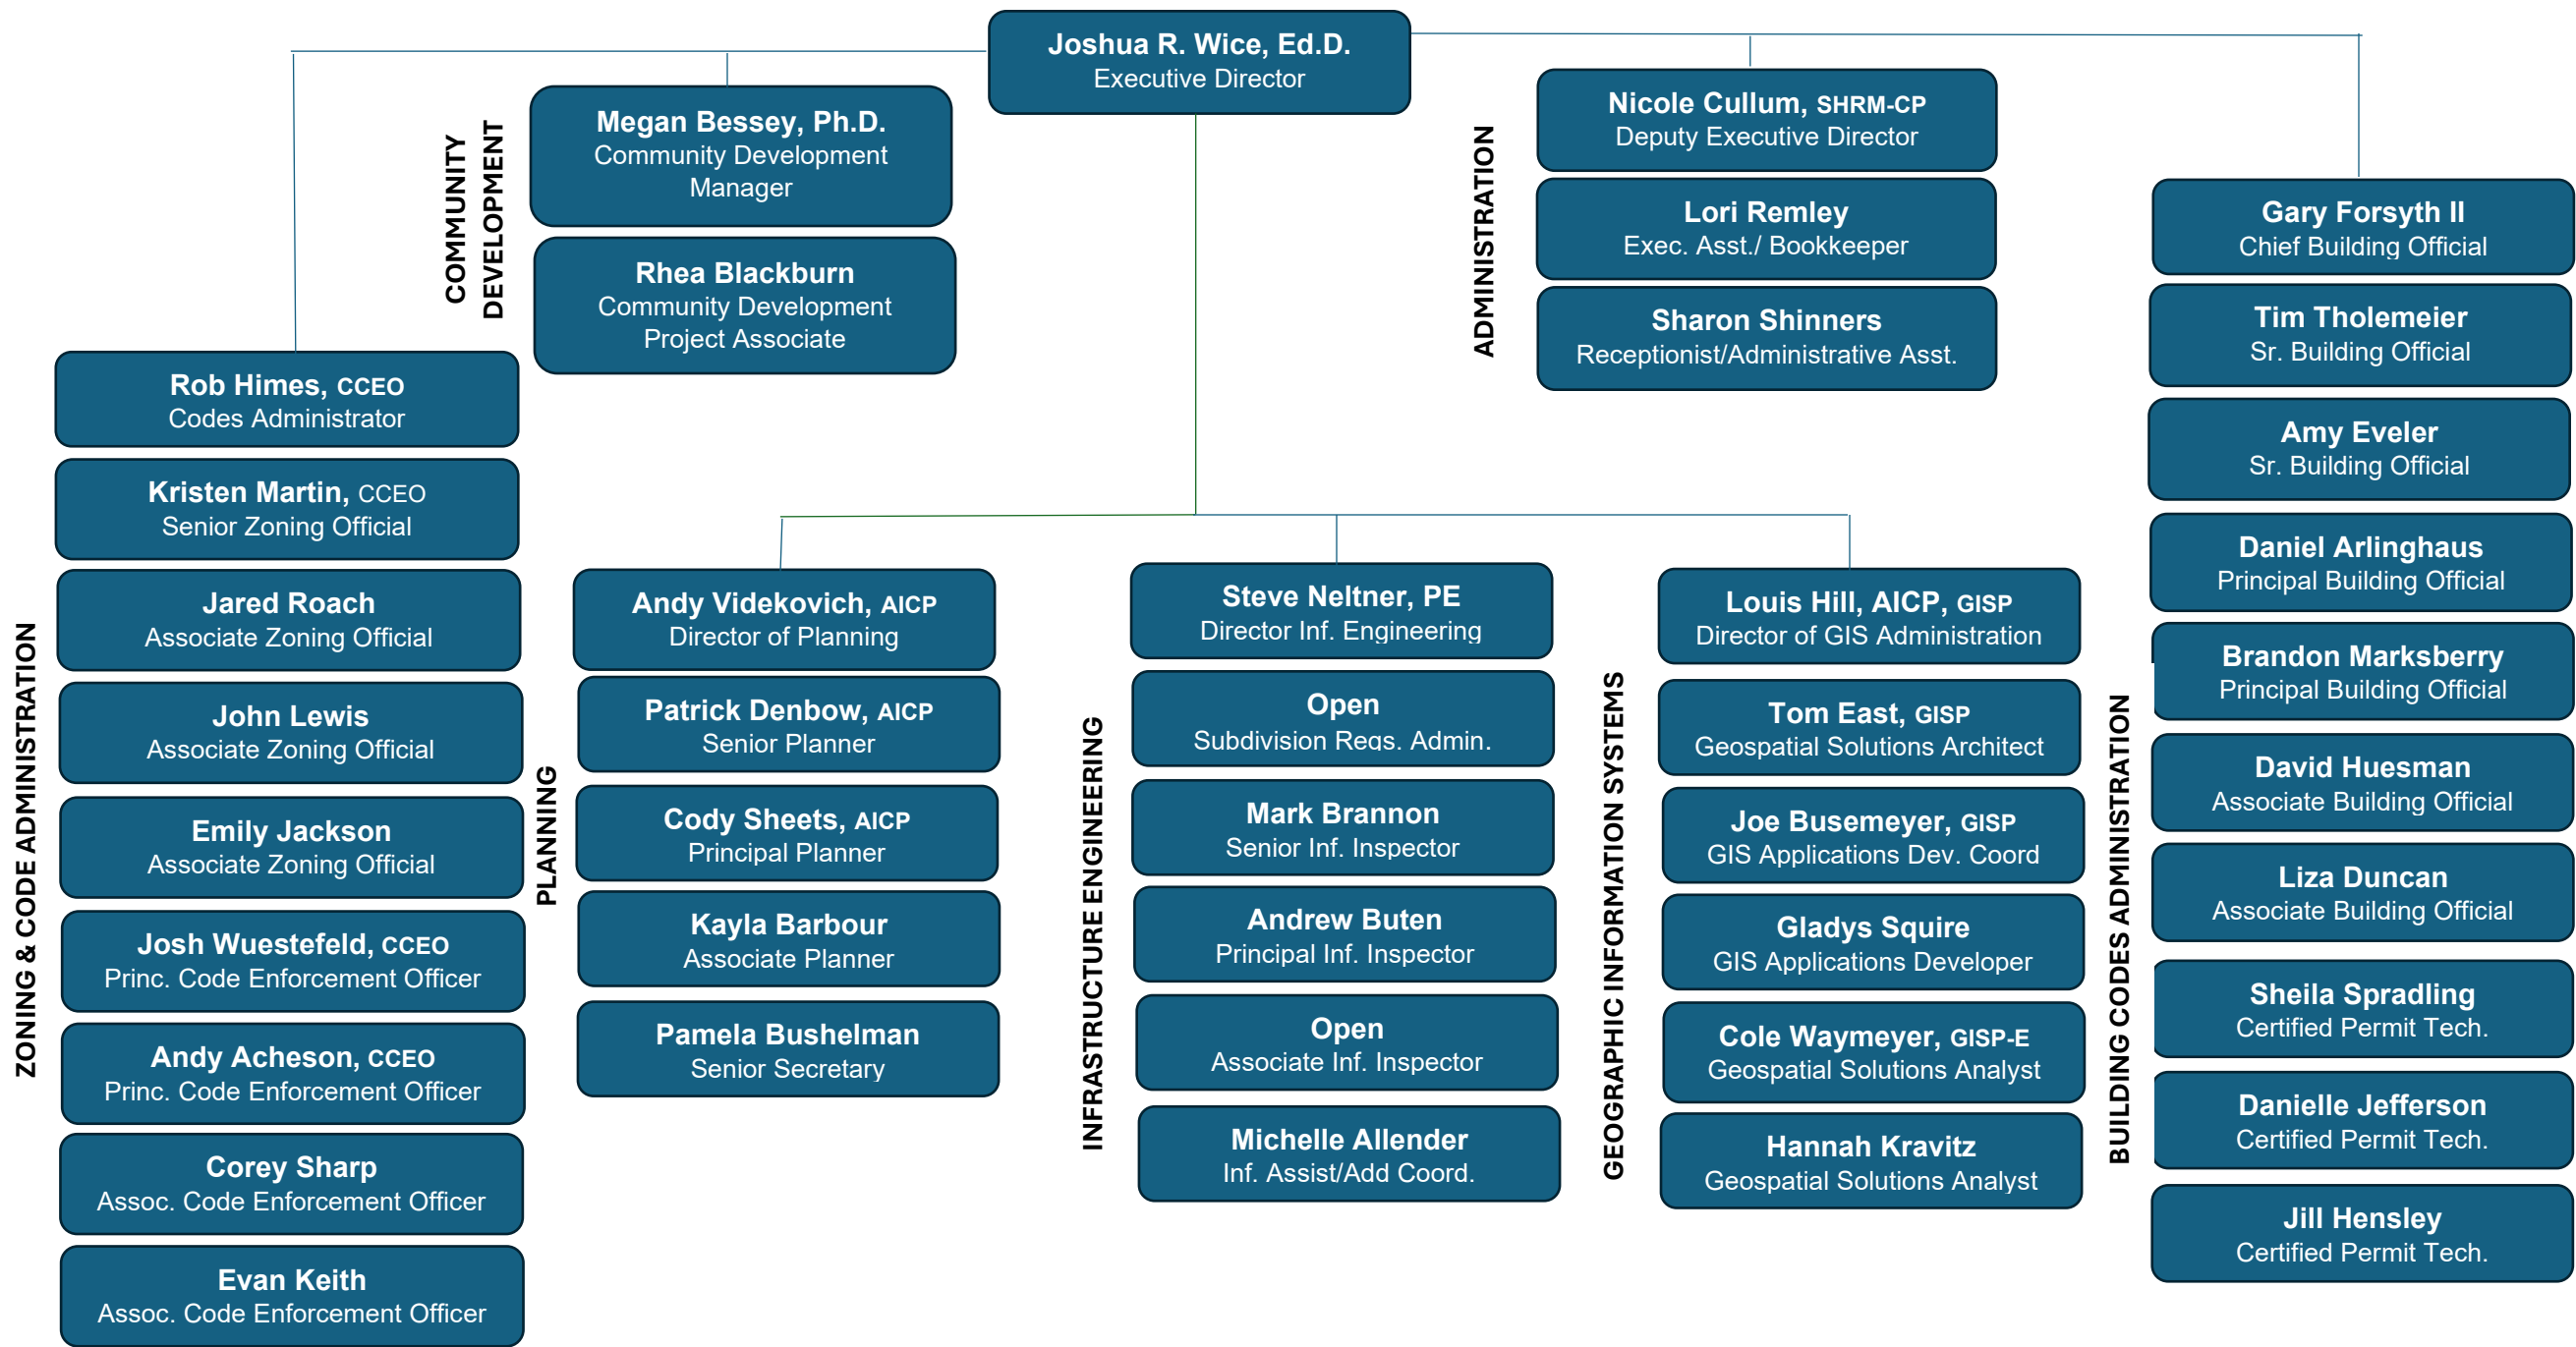 Joshua R. Wice, Ed.D.
Executive Director
COMMUNITY
DEVELOPMENT
Megan Bessey, Ph.D.
Community Development
Manager
Rhea Blackburn
Community Development
Project Associate
ADMINISTRATION
Nicole Cullum, SHRM-CP
Deputy Executive Director
Lori Remley
Exec. Asst./ Bookkeeper
Sharon Shinners
Receptionist/Administrative Asst.
ZONING & CODE ADMINISTRATION
Rob Himes, CCEO
Codes Administrator
Kristen Martin, CCEO
Senior Zoning Official
Jared Roach
Associate Zoning Official
John Lewis
Associate Zoning Official
Emily Jackson
Associate Zoning Official
Josh Wuestefeld, CCEO
Princ. Code Enforcement Officer
Andy Acheson, CCEO
Princ. Code Enforcement Officer
Corey Sharp
Assoc. Code Enforcement Officer
Evan Keith
Assoc. Code Enforcement Officer
PLANNING
Andy Videkovich, AICP
Director of Planning
Patrick Denbow, AICP
Senior Planner
Cody Sheets, AICP
Principal Planner
Kayla Barbour
Associate Planner
Pamela Bushelman
Senior Secretary
INFRASTRUCTURE ENGINEERING
Steve Neltner, PE
Director Inf. Engineering
Open
Subdivision Regs. Admin.
Mark Brannon
Senior Inf. Inspector
Andrew Buten
Principal Inf. Inspector
Open
Associate Inf. Inspector
Michelle Allender
Inf. Assist/Add Coord.
GEOGRAPHIC INFORMATION SYSTEMS
Louis Hill, AICP, GISP
Director of GIS Administration
Tom East, GISP
Geospatial Solutions Architect
Joe Busemeyer, GISP
GIS Applications Dev. Coord
Gladys Squire
GIS Applications Developer
Cole Waymeyer, GISP-E
Geospatial Solutions Analyst
Hannah Kravitz
Geospatial Solutions Analyst
BUILDING CODES ADMINISTRATION
Gary Forsyth II
Chief Building Official
Tim Tholemeier
Sr. Building Official
Amy Eveler
Sr. Building Official
Daniel Arlinghaus
Principal Building Official
Brandon Marksberry
Principal Building Official
David Huesman
Associate Building Official
Liza Duncan
Associate Building Official
Sheila Spradling
Certified Permit Tech.
Danielle Jefferson
Certified Permit Tech.
Jill Hensley
Certified Permit Tech.